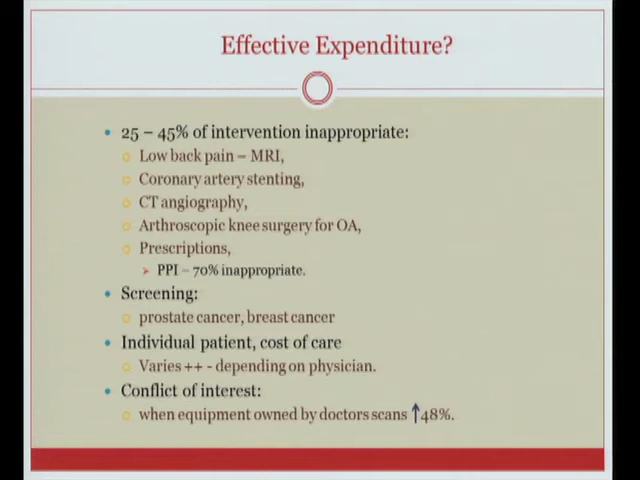 Effective Expenditure?
25 – 45% of intervention inappropriate:
Low back pain – MRI,
Coronary artery stenting,
CT angiography,
Arthroscopic knee surgery for OA,
Prescriptions,
PPI – 70% inappropriate.
Screening:
prostate cancer, breast cancer
Individual patient, cost of care
Varies ++ - depending on physician.
Conflict of interest:
when equipment owned by doctors scans ↑48%.